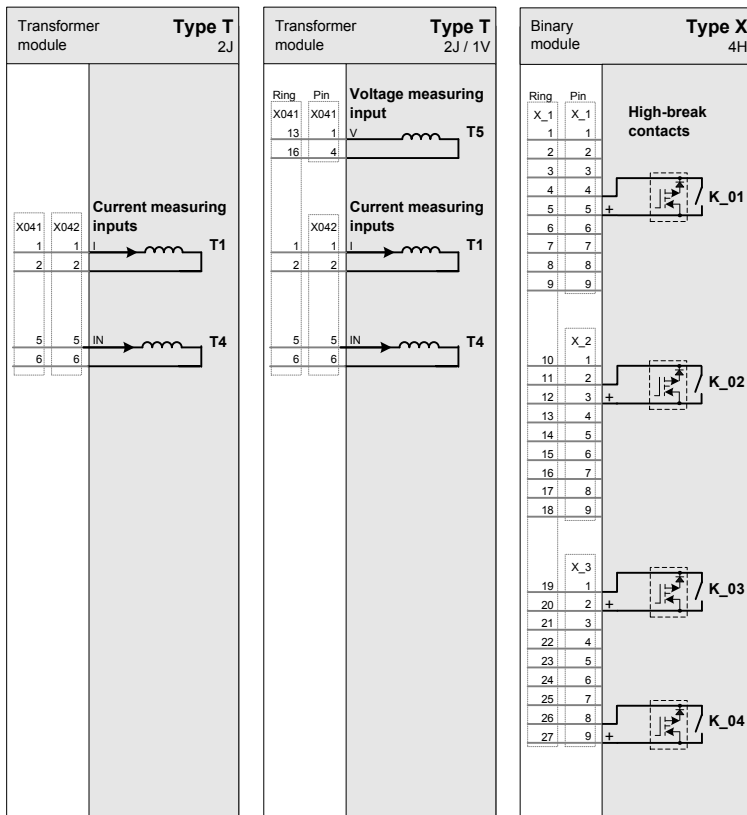 Transformer module Type T 2J
Current measuring inputs
X041 X042
1 1 I T1
2 2
5 5 IN T4
6 6
Transformer module Type T 2J / 1V
Ring Pin Voltage measuring input
X041 X041
13 1 V T5
16 4
Current measuring inputs
X042
1 1 I T1
2 2
5 5 IN T4
6 6
Binary module Type X 4H
Ring Pin
High-break contacts
X_1 X_1
1 1
2 2
3 3
4 4 K_01
5 5 +
6 6
7 7
8 8
9 9
X_2
10 1
11 2 K_02
12 3 +
13 4
14 5
15 6
16 7
17 8
18 9
X_3
19 1 K_03
20 2 +
21 3
22 4
23 5
24 6
25 7
26 8 K_04
27 9 +